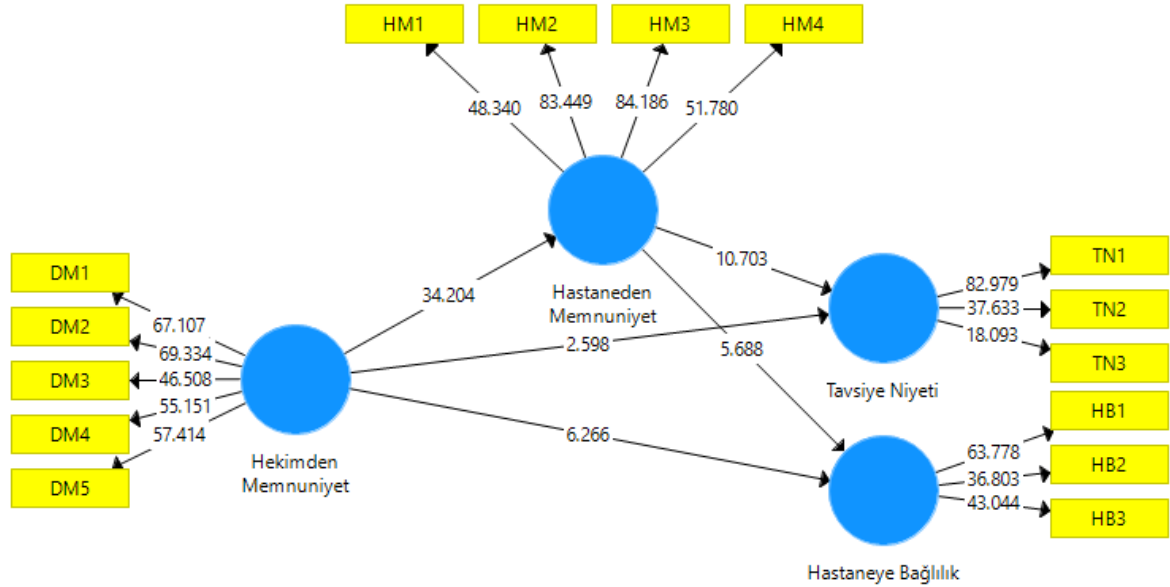 HM1
HM2
HM3
HM4
48.340
83.449
84.186
51.780
Hastaneden
Memnuniyet
DM1
DM2
DM3
DM4
DM5
67.107
69.334
46.508
55.151
57.414
Hekimden
Memnuniyet
34.204
10.703
2.598
5.688
6.266
Tavsiye Niyeti
82.979
37.633
18.093
TN1
TN2
TN3
Hastaneye Bağlılık
63.778
36.803
43.044
HB1
HB2
HB3